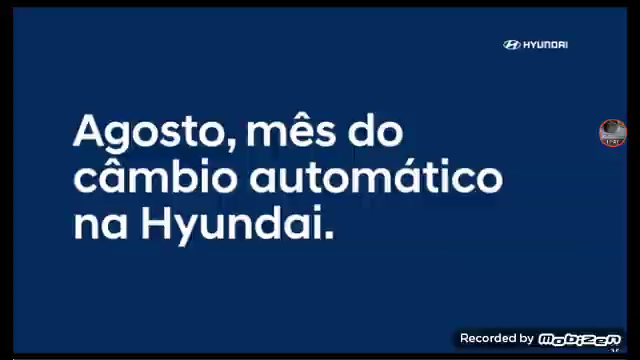 HYUNDAI
Agosto, mês do
câmbio automático
na Hyundai.
Recorded by mobizen